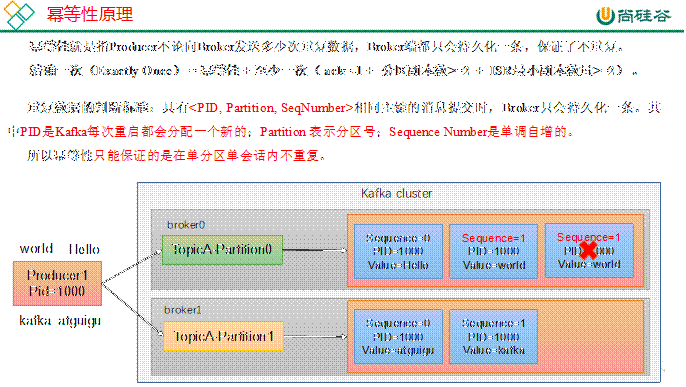 幂等性原理
尚硅谷
幂等性就是指Producer不论向Broker发送多少次重复数据，Broker端都只会持久化一条，保证了不重复。
精确一次（Exactly Once）= 幂等性 + 至少一次（ ack=-1 + 分区副本数>=2 + ISR最小副本数量>=2）。
重复数据的判断标准：具有<PID, Partition, SeqNumber>相同主键的消息提交时，Broker只会持久化一条。其
中PID是Kafka每次重启都会分配一个新的；Partition 表示分区号；Sequence Number是单调自增的。
所以幂等性只能保证的是在单分区单会话内不重复。
Kafka cluster
broker0
world Hello
TopicA-Partition0
Sequence=0
PID=1000
Value=Hello
Sequence=1
PID=1000
Value=world
Sequence=1
PID=1000
Value=world
Producer1
Pid=1000
kafka atguigu
broker1
TopicA-Partition1
Sequence=0
PID=1000
Value=atguigu
Sequence=1
PID=1000
Value=kafka